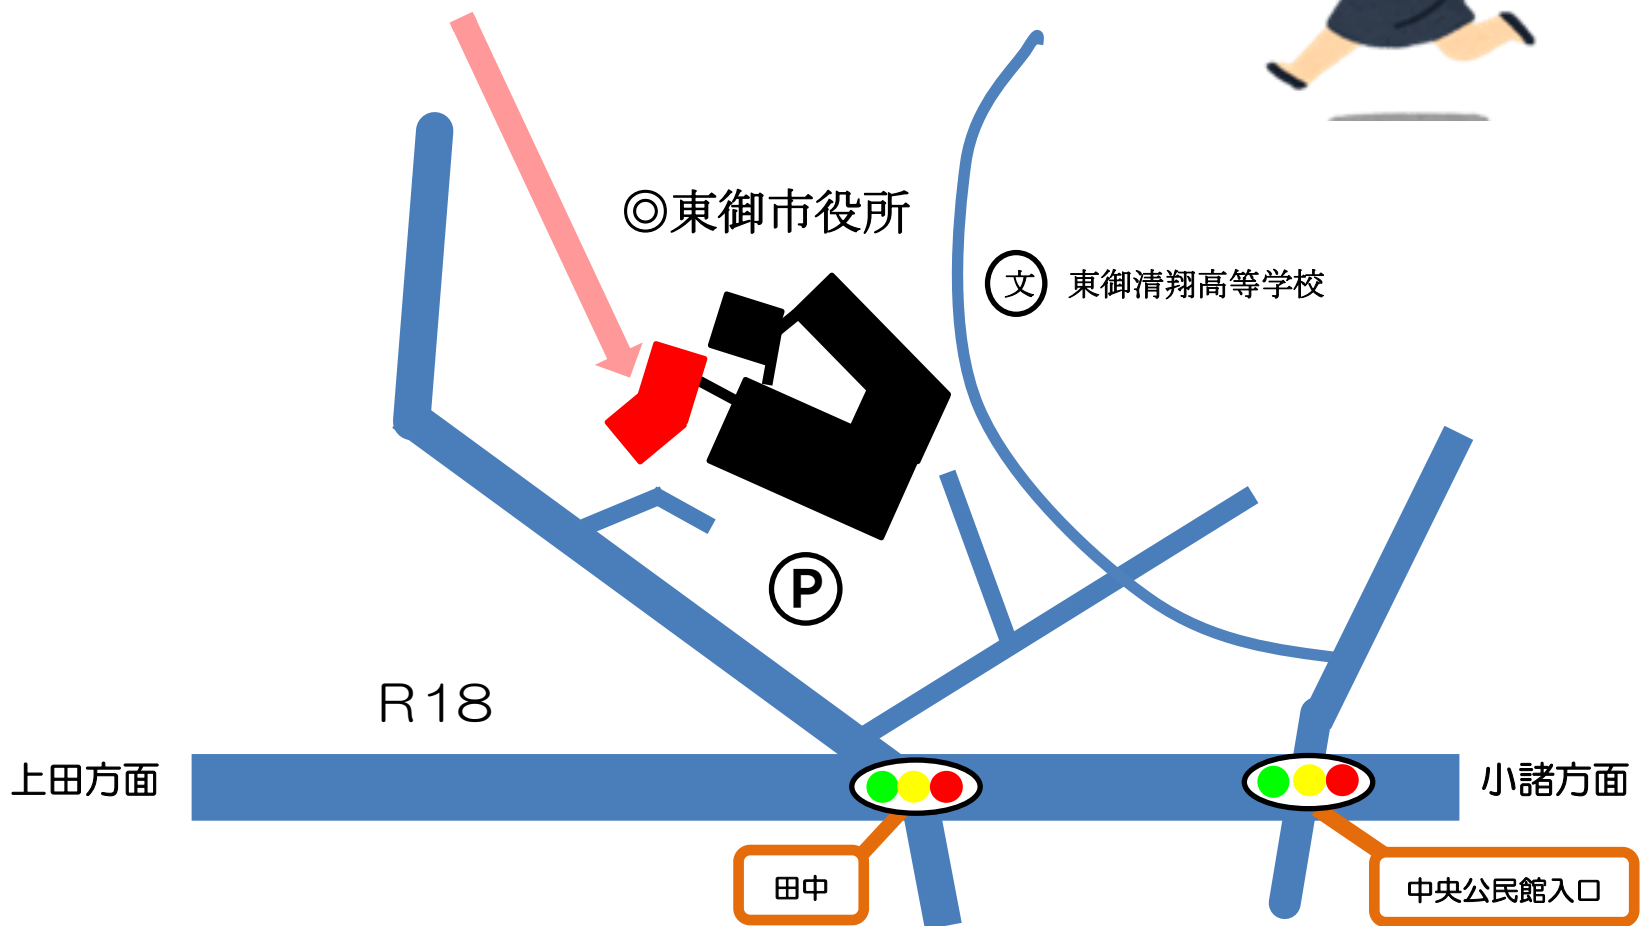 ◎東御市役所
文 東御清翔高等学校
P
R18
上田方面
小諸方面
田中
中央公民館入口